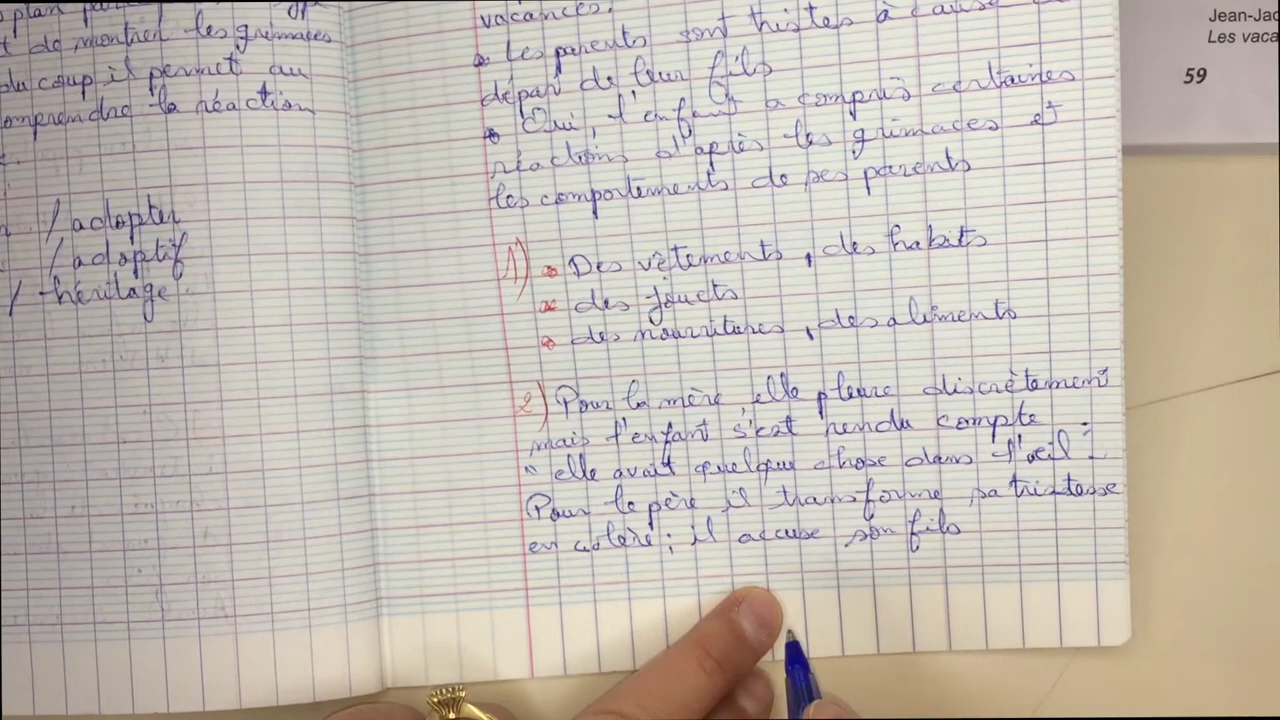 plan
t de montrer les grimaces
du coup il permet au
omprendre la réaction
/ adopter
/ adoptif
/ héritage
vacances.
Les parents sont tristes à cause
départ de leur fils
Oui, l'enfant a compris certaines
réactions d'après les grimaces et
les comportements de ses parents
1) Des vêtements, des habits
des jouets
des nourritures, des aliments
2) Pour la mère elle pleure discrètement
mais l'enfant s'est rendu compte
" elle avait quelque chose dans l'œil "
Pour le père il transforme sa tristesse
en colère ; il accuse son fils
Jean-Jac
Les vaca
59